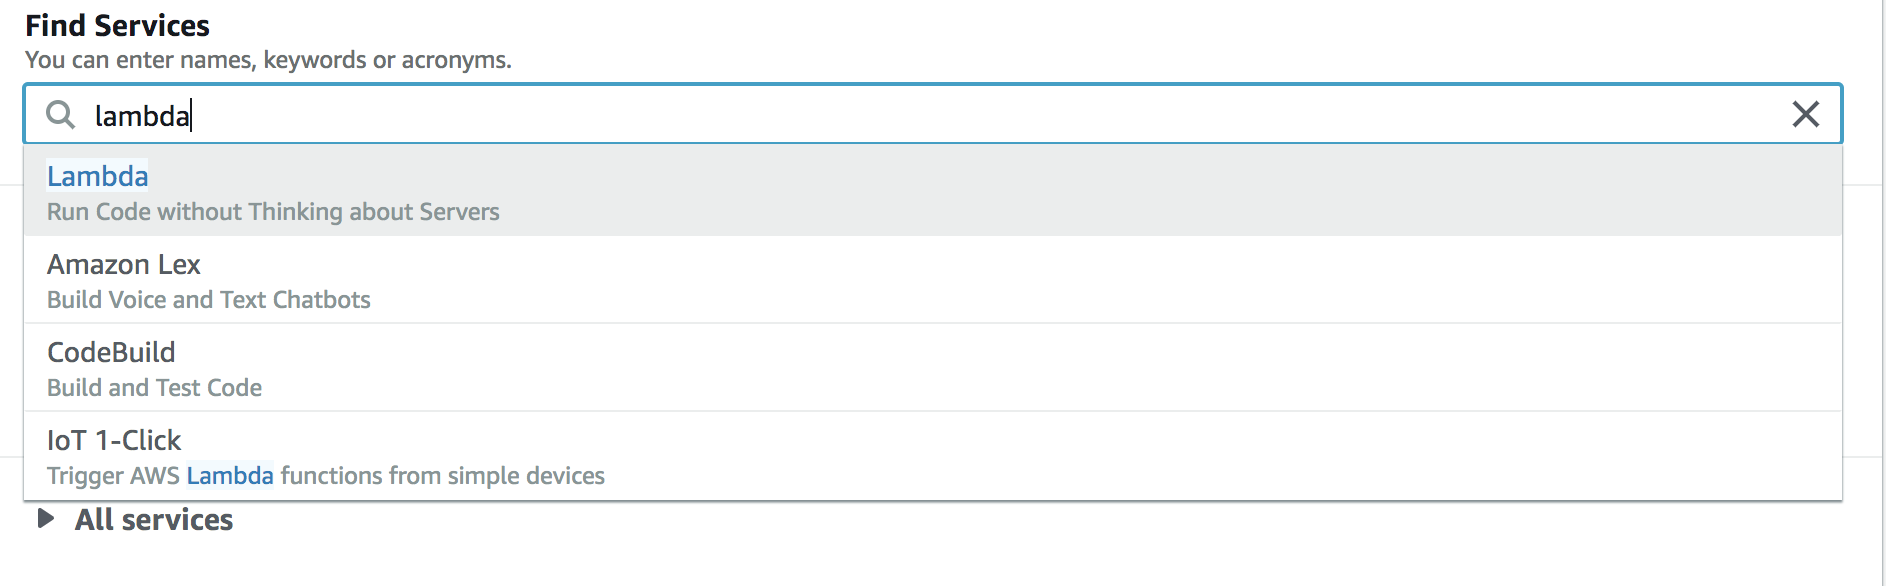 Find Services
You can enter names, keywords or acronyms.
lambda
Lambda
Run Code without Thinking about Servers
Amazon Lex
Build Voice and Text Chatbots
CodeBuild
Build and Test Code
IoT 1-Click
Trigger AWS Lambda functions from simple devices
All services